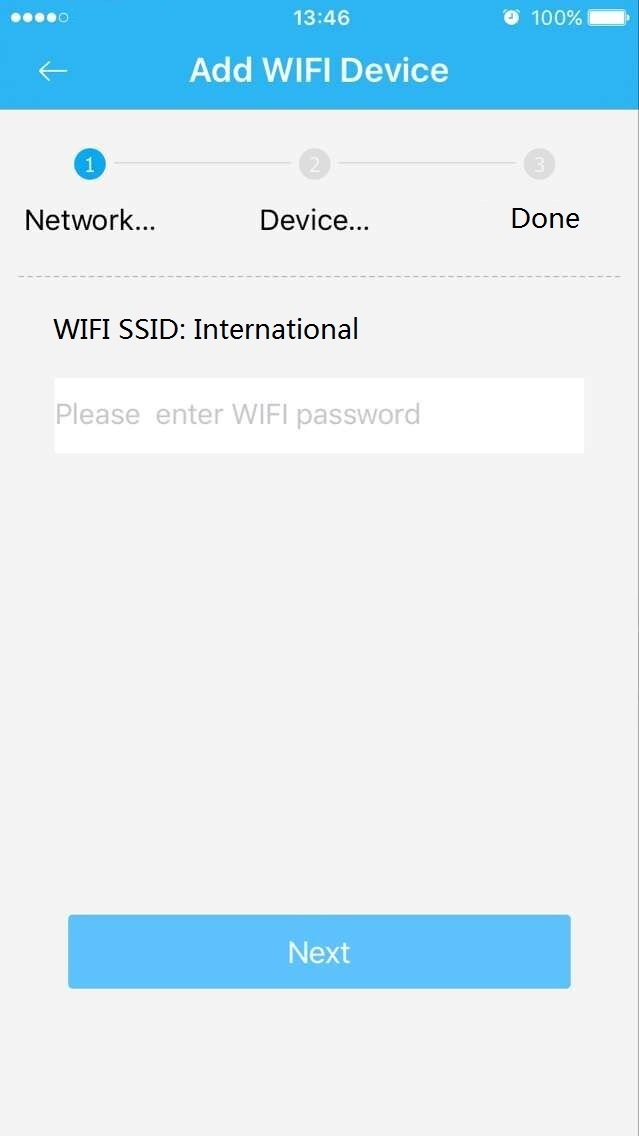 13:46 100%
Add WIFI Device
1 2 3
Network... Device... Done
WIFI SSID: International
Please enter WIFI password
Next